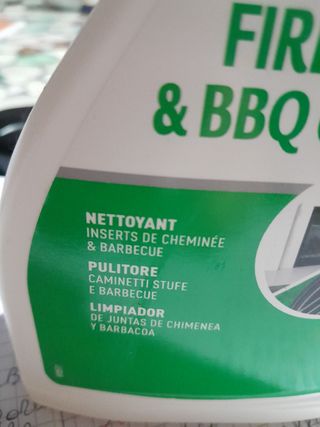 FIR
& BBQ
NETTOYANT
INSERTS DE CHEMINÉE
& BARBECUE
PULITORE
CAMINETTI STUFE
E BARBECUE
LIMPIADOR
DE JUNTAS DE CHIMENEA
Y BARBACOA